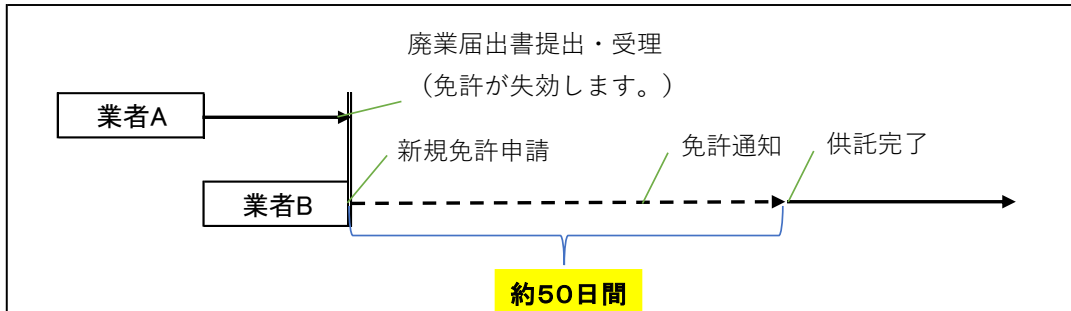 廃業届出書提出・受理
（免許が失効します。）
業者A
新規免許申請
免許通知
供託完了
業者B
約50日間